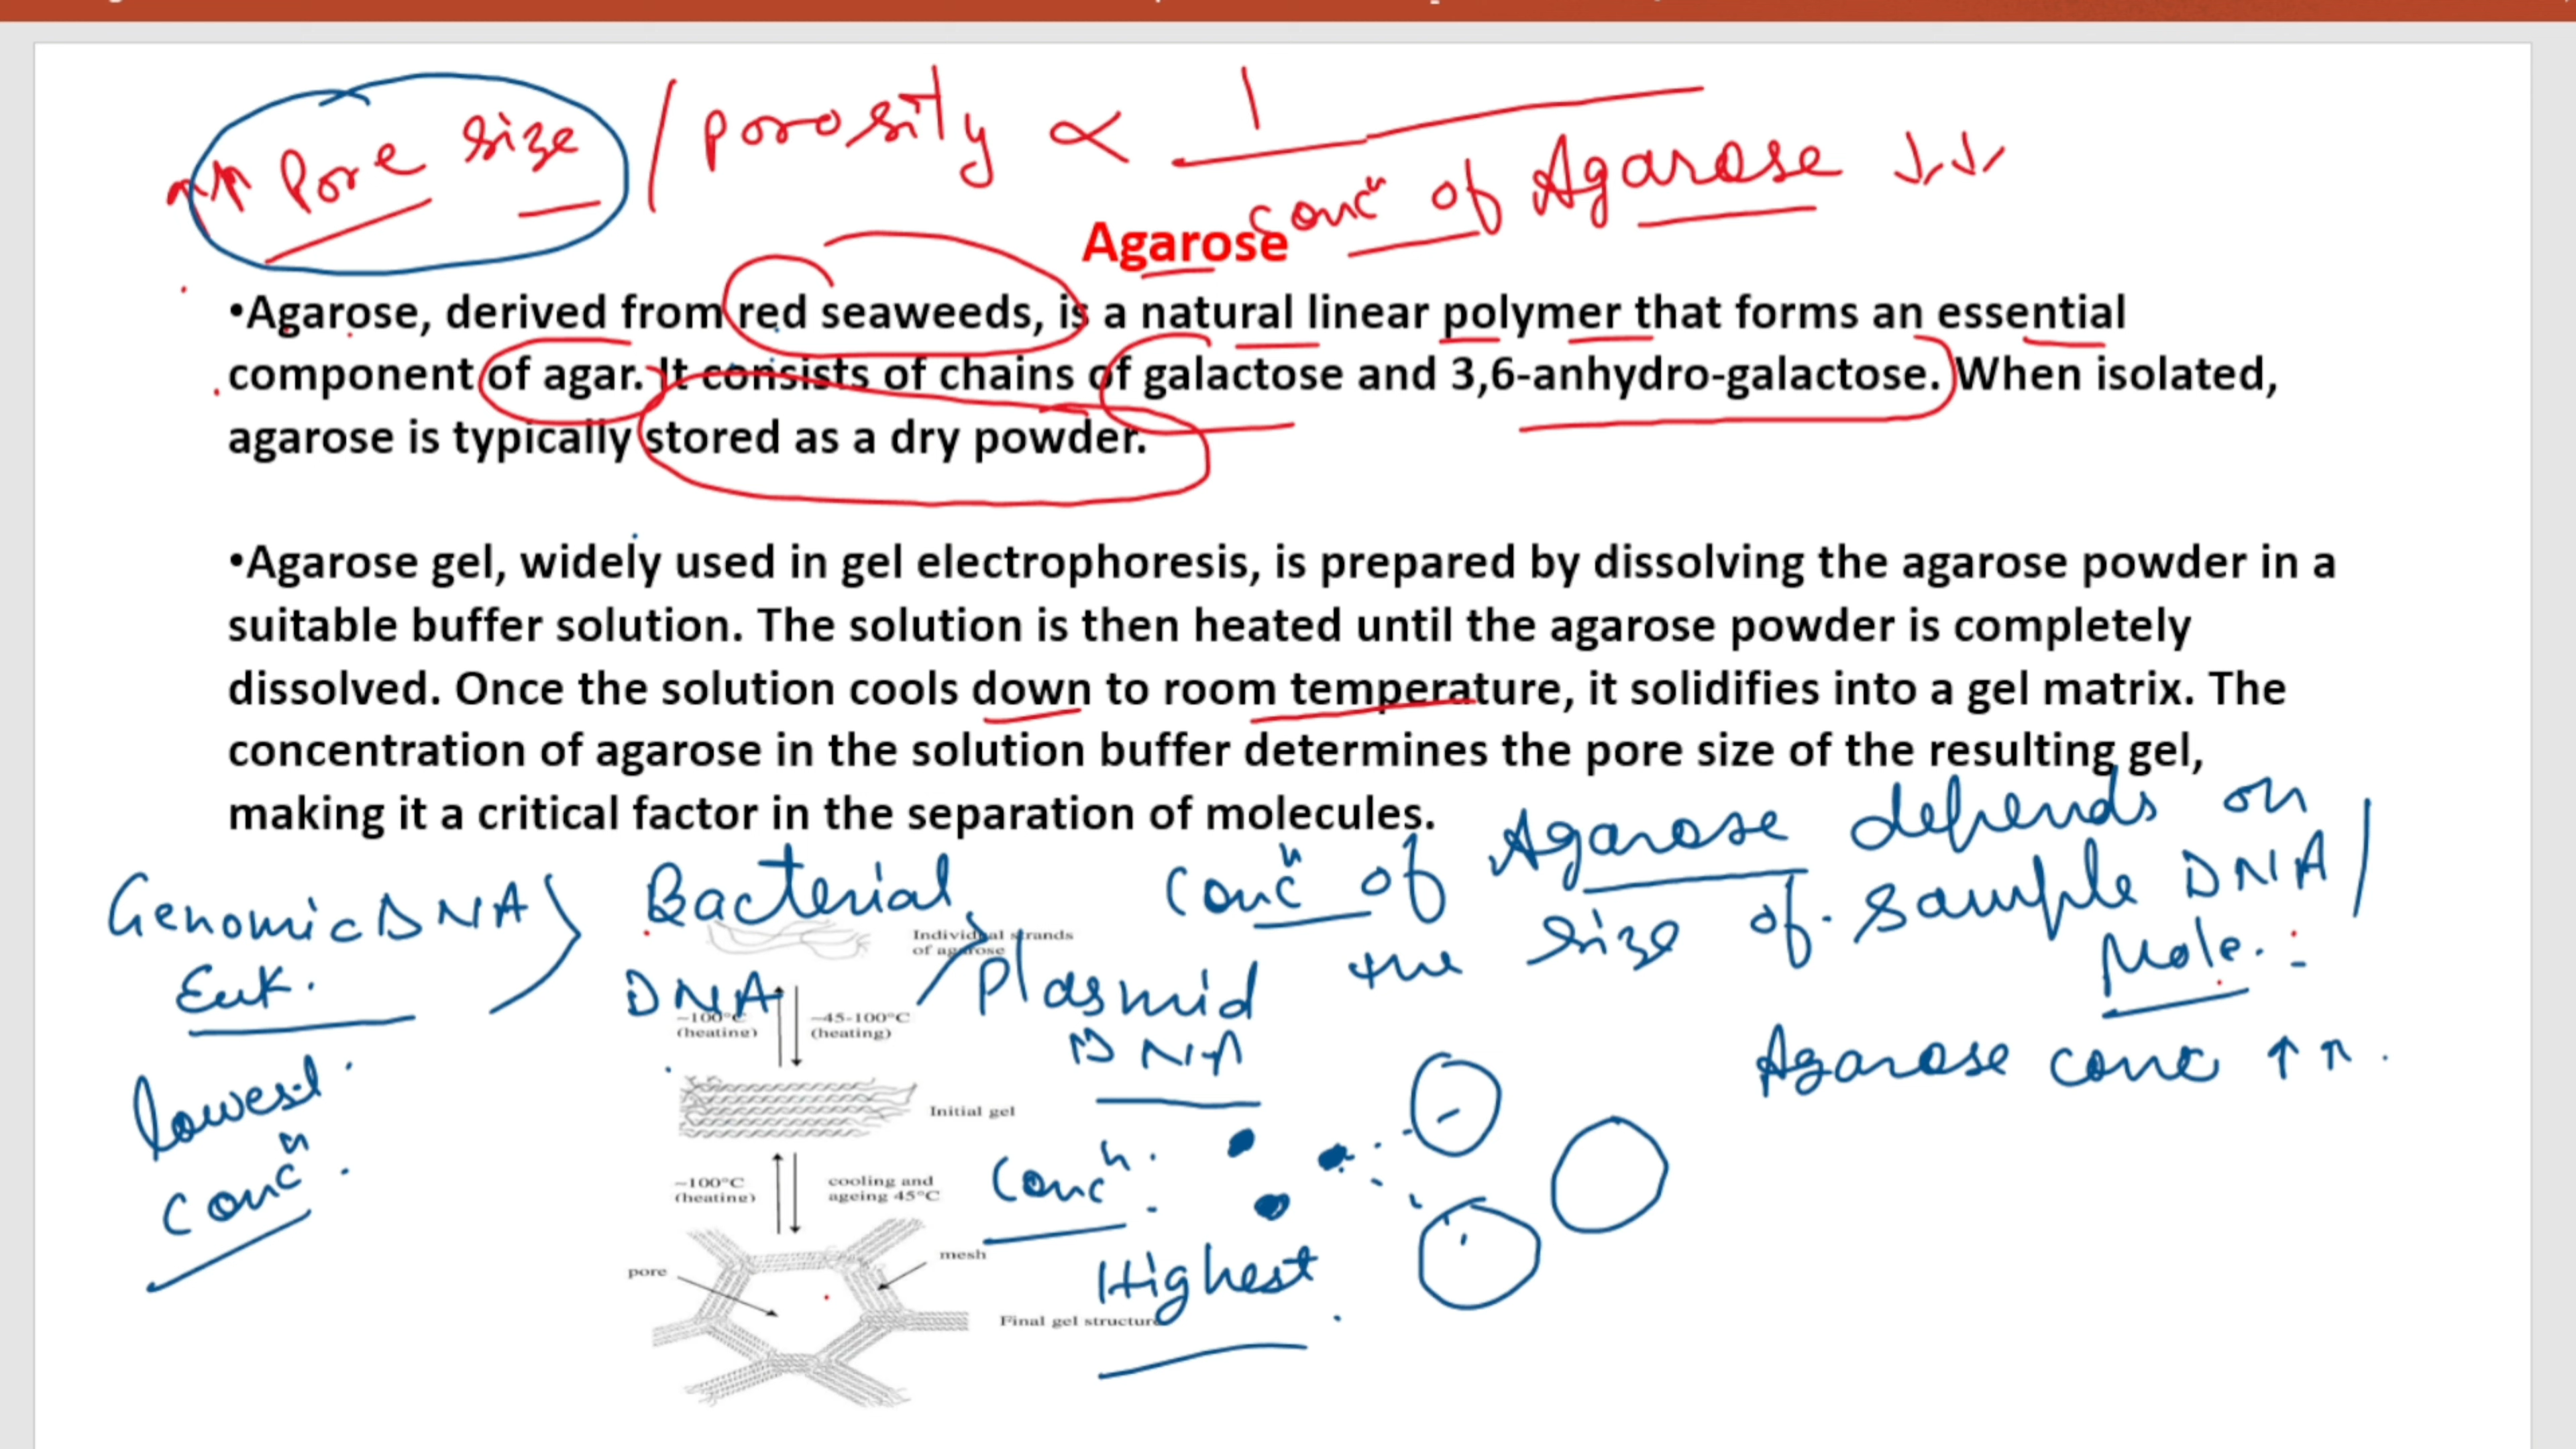 ↑↑ Pore size / porosity ∝ 1
concⁿ of Agarose ↓↓
Agarose
•Agarose, derived from red seaweeds, is a natural linear polymer that forms an essential
component of agar. It consists of chains of galactose and 3,6-anhydro-galactose. When isolated,
agarose is typically stored as a dry powder.
•Agarose gel, widely used in gel electrophoresis, is prepared by dissolving the agarose powder in a
suitable buffer solution. The solution is then heated until the agarose powder is completely
dissolved. Once the solution cools down to room temperature, it solidifies into a gel matrix. The
concentration of agarose in the solution buffer determines the pore size of the resulting gel,
making it a critical factor in the separation of molecules.
Concⁿ of Agarose depends on
the size of sample DNA /
Mole.
Agarose conc ↑↑.
Genomic DNA >
Euk.
lowest
concⁿ.
Bacterial >
DNA
Plasmid
DNA
Concⁿ.
Highest
Individual strands
of agarose
~100°C
(heating)
~45-100°C
(heating)
Initial gel
~100°C
(heating)
cooling and
ageing 45°C
pore
mesh
Final gel structure